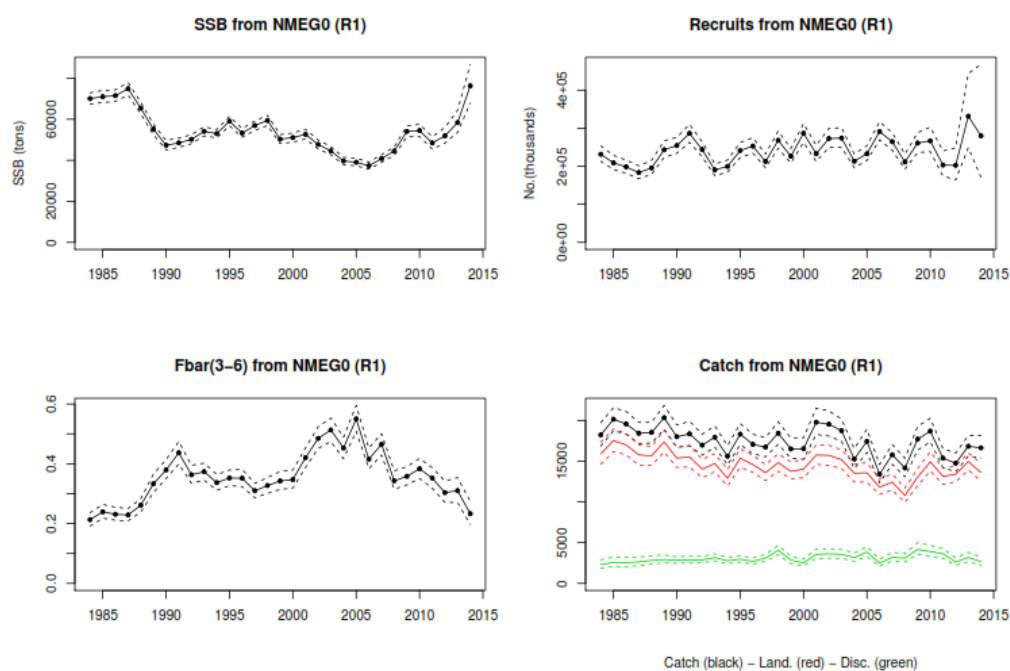 SSB from NMEG0 (R1)
SSB (tons)
0
20000
60000
1985 1990 1995 2000 2005 2010 2015
Recruits from NMEG0 (R1)
No.(thousands)
0e+00
2e+05
4e+05
1985 1990 1995 2000 2005 2010 2015
Fbar(3−6) from NMEG0 (R1)
0.0
0.2
0.4
0.6
1985 1990 1995 2000 2005 2010 2015
Catch from NMEG0 (R1)
0
5000
15000
1985 1990 1995 2000 2005 2010 2015
Catch (black) − Land. (red) − Disc. (green)